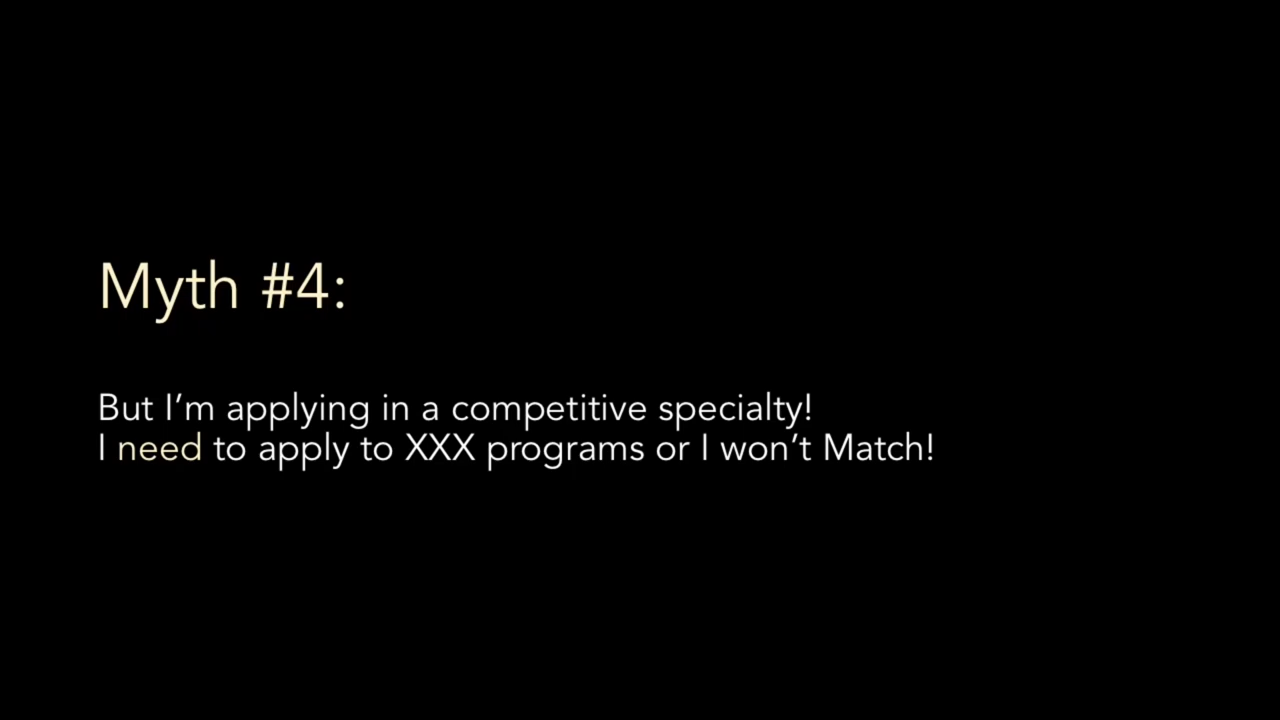 Myth #4:
But I’m applying in a competitive specialty!
I need to apply to XXX programs or I won’t Match!